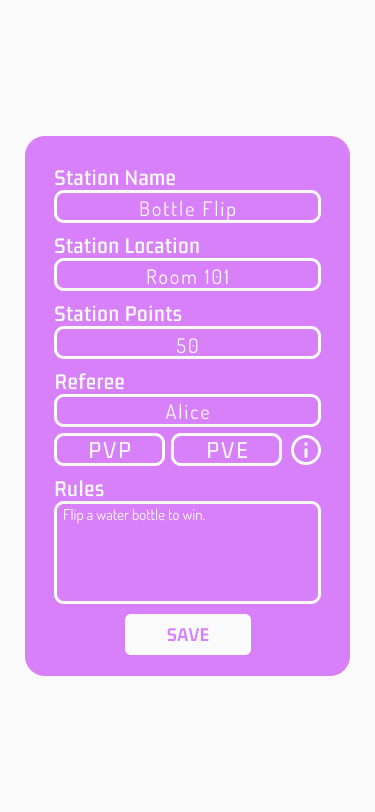 Station Name
Bottle Flip
Station Location
Room 101
Station Points
50
Referee
Alice
PVP PVE
Rules
Flip a water bottle to win.
SAVE